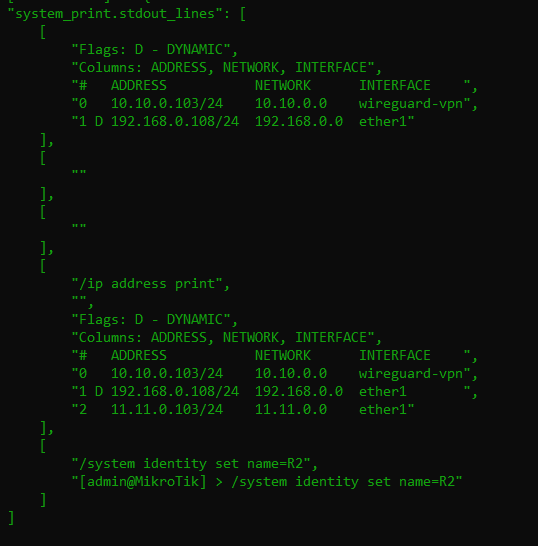 "system_print.stdout_lines": [
    [
        "Flags: D - DYNAMIC",
        "Columns: ADDRESS, NETWORK, INTERFACE",
        "#   ADDRESS           NETWORK      INTERFACE    ",
        "0   10.10.0.103/24    10.10.0.0    wireguard-vpn",
        "1 D 192.168.0.108/24  192.168.0.0  ether1"
    ],
    [
        ""
    ],
    [
        ""
    ],
    [
        "/ip address print",
        "",
        "Flags: D - DYNAMIC",
        "Columns: ADDRESS, NETWORK, INTERFACE",
        "#   ADDRESS           NETWORK      INTERFACE    ",
        "0   10.10.0.103/24    10.10.0.0    wireguard-vpn",
        "1 D 192.168.0.108/24  192.168.0.0  ether1       ",
        "2   11.11.0.103/24    11.11.0.0    ether1"
    ],
    [
        "/system identity set name=R2",
        "[admin@MikroTik] > /system identity set name=R2"
    ]
]